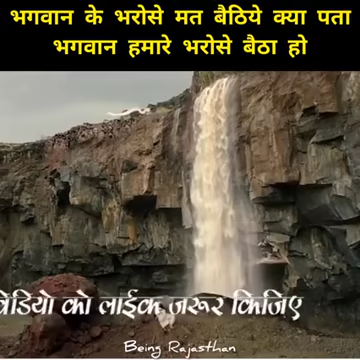 भगवान के भरोसे मत बैठिये क्या पता
भगवान हमारे भरोसे बैठा हो
विडियो को लाईक जरूर किजिए
Being Rajasthan